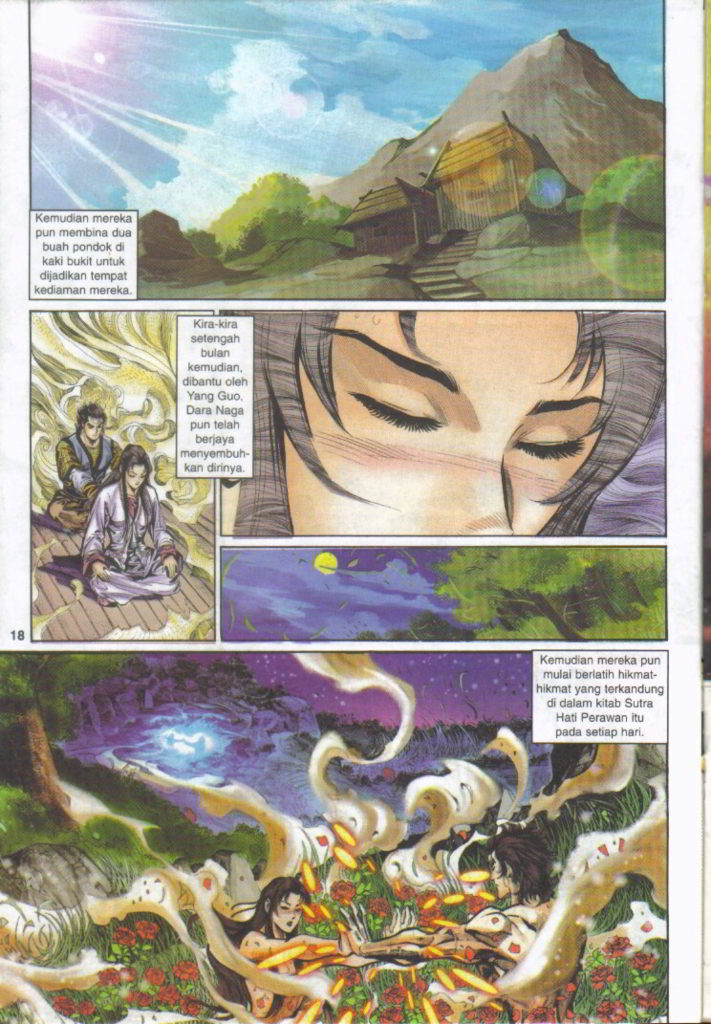 Kemudian mereka
pun membina dua
buah pondok di
kaki bukit untuk
dijadikan tempat
kediaman mereka.
Kira-kira
setengah
bulan
kemudian,
dibantu oleh
Yang Guo,
Dara Naga
pun telah
berjaya
menyembuh-
kan dirinya.
18
Kemudian mereka pun
mulai berlatih hikmat-
hikmat yang terkandung
di dalam kitab Sutra
Hati Perawan itu
pada setiap hari.